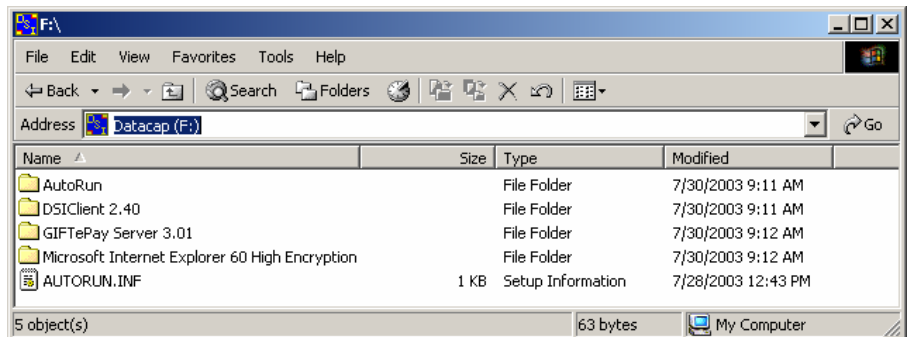 F:\
File Edit View Favorites Tools Help
Back Search Folders
Address Datacap (F:) Go
Name Size Type Modified
AutoRun File Folder 7/30/2003 9:11 AM
DSIClient 2.40 File Folder 7/30/2003 9:11 AM
GIFTePay Server 3.01 File Folder 7/30/2003 9:12 AM
Microsoft Internet Explorer 60 High Encryption File Folder 7/30/2003 9:12 AM
AUTORUN.INF 1 KB Setup Information 7/28/2003 12:43 PM
5 object(s) 63 bytes My Computer